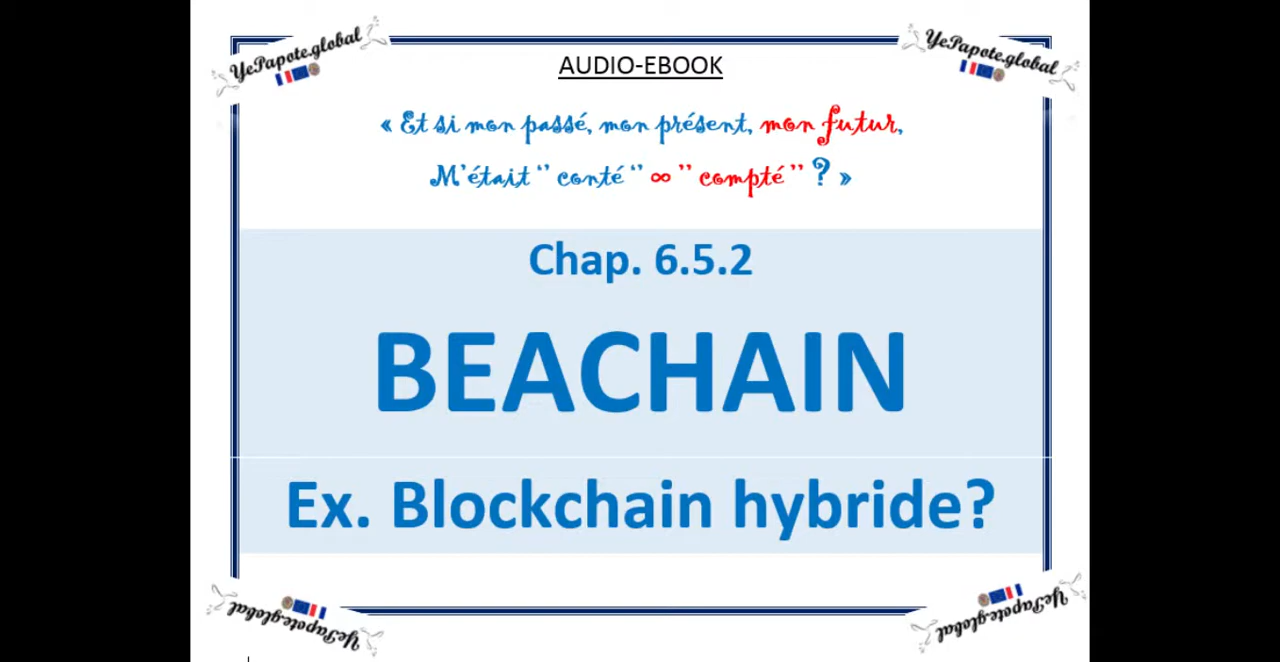 YePapote.global
YePapote.global
AUDIO-EBOOK
« Et si mon passé, mon présent, mon futur,
M'était '' conté '' ∞ '' compté '' ? »
Chap. 6.5.2
BEACHAIN
Ex. Blockchain hybride?
YePapote.global
YePapote.global